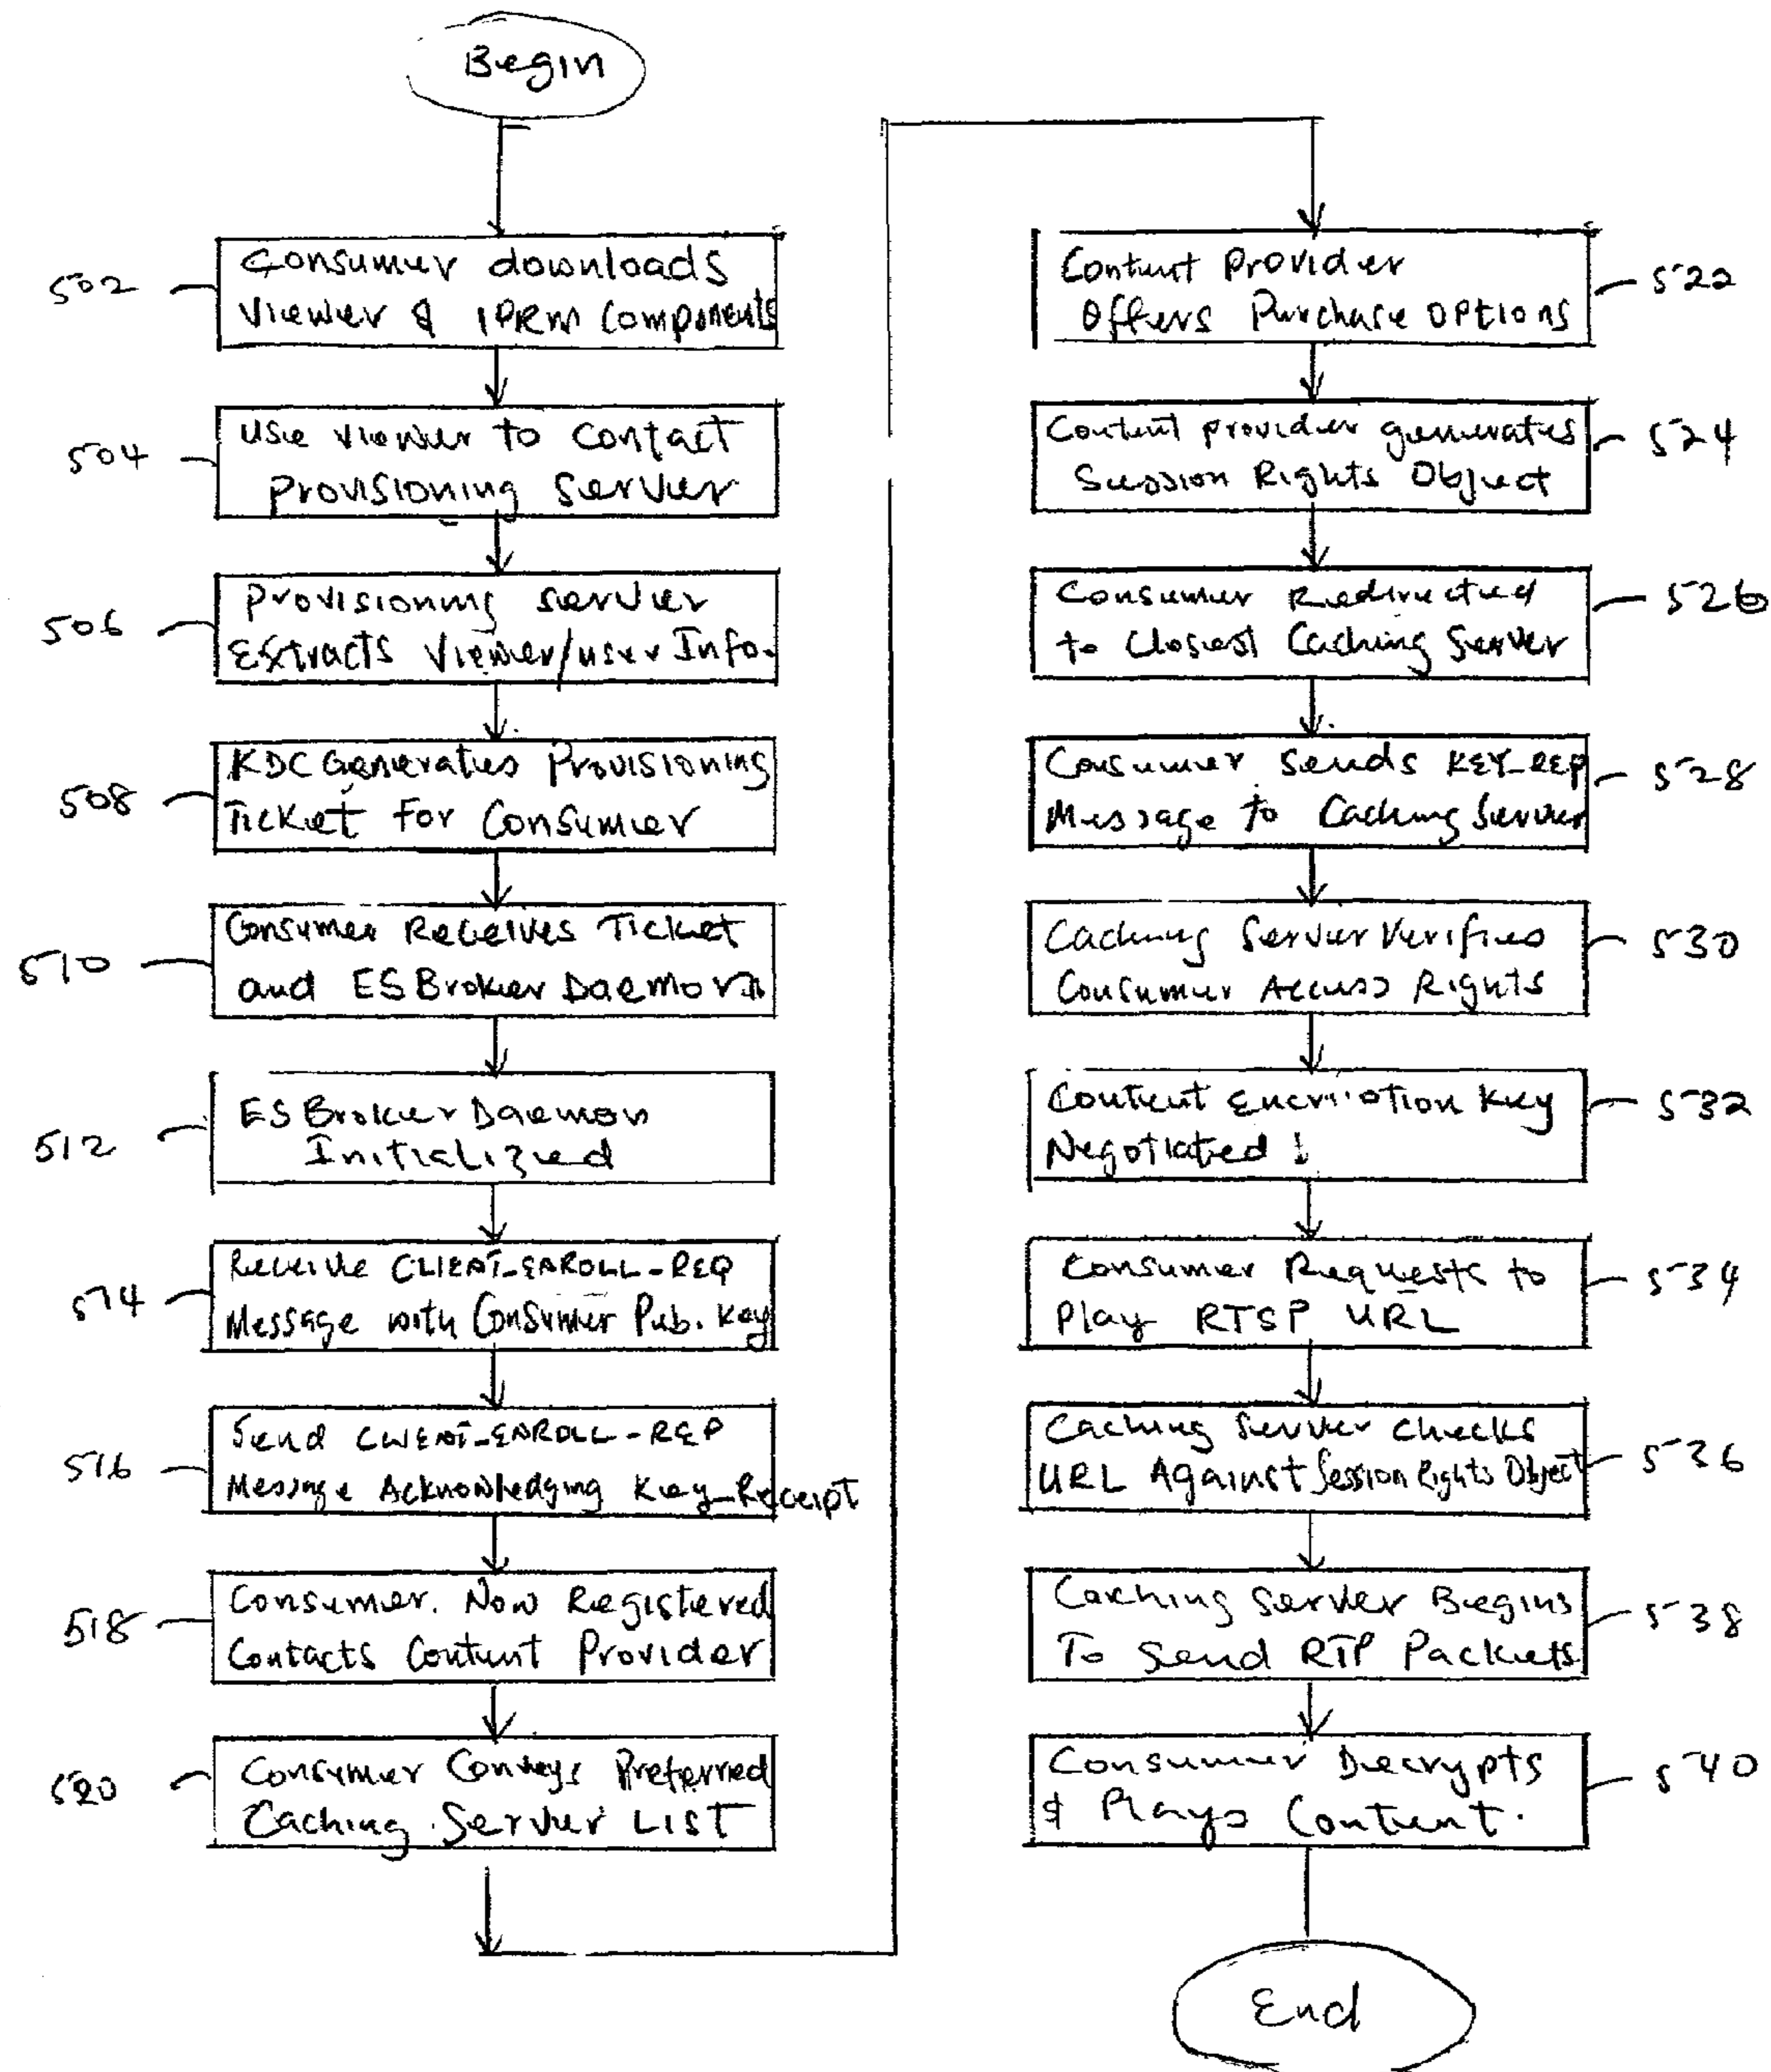 Begin
502
Consumer downloads
Viewer & IPRM Components
504
Use viewer to Contact
Provisioning Server
506
Provisioning Server
Extracts Viewer/user Info.
508
KDC Generates Provisioning
Ticket For Consumer
510
Consumer Receives Ticket
and ES Broker Daemon
512
ES Broker Daemon
Initialized
514
Receive CLIENT_ENROLL_REQ
Message with Consumer Pub. Key
516
Send CLIENT_ENROLL_REP
Message Acknowledging Key_Receipt
518
Consumer. Now Registered
Contacts Content Provider
520
Consumer Conveys Preferred
Caching Server List
Content Provider
Offers Purchase Options
522
Content provider generates
Session Rights Object
524
Consumer Redirected
to Closest Caching Server
526
Consumer Sends KEY_REP
Message to Caching Server
528
Caching Server Verifies
Consumer Access Rights
530
Content Encryption Key
Negotiated
532
Consumer Requests to
Play RTSP URL
534
Caching Server Checks
URL Against Session Rights Object
536
Caching Server Begins
To Send RTP Packets
538
Consumer Decrypts
& Plays Content.
540
End